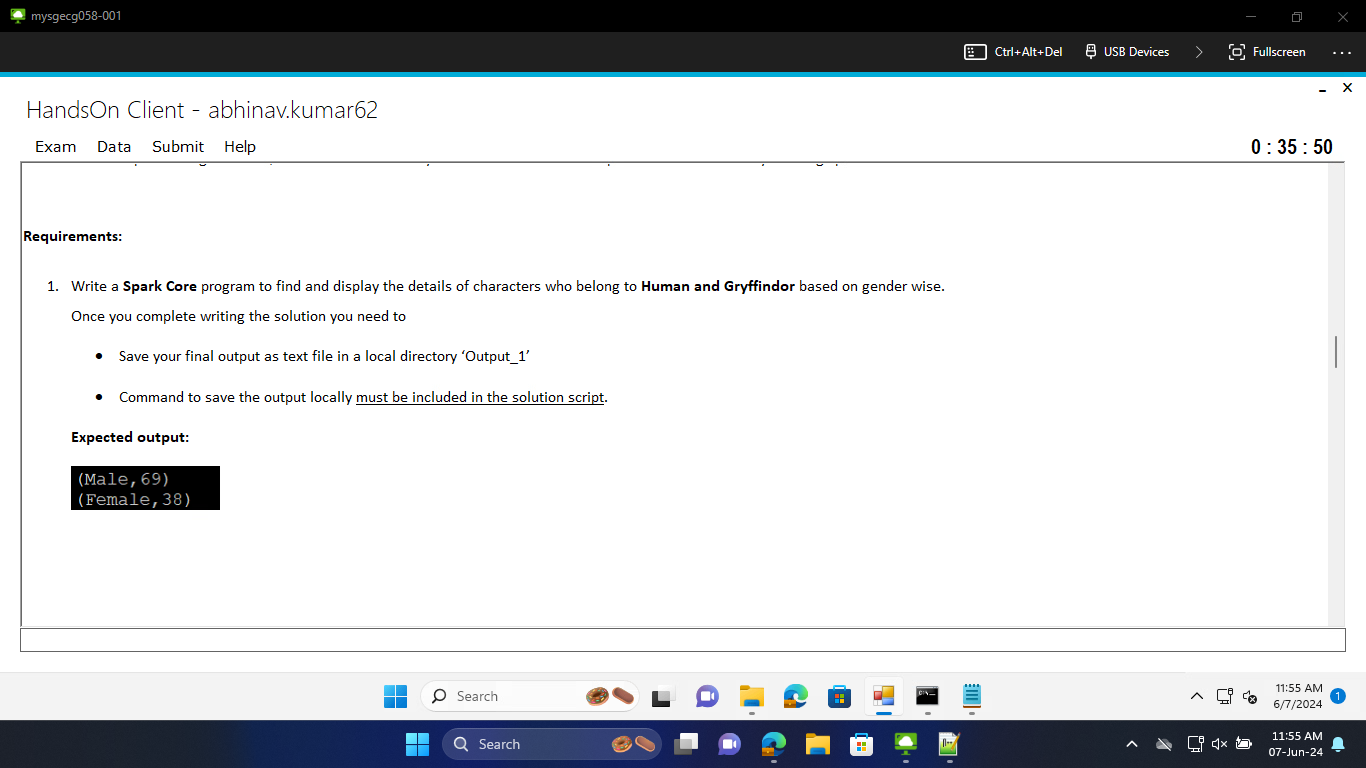 mysgecg058-001
Ctrl+Alt+Del
USB Devices
Fullscreen
HandsOn Client - abhinav.kumar62
Exam Data Submit Help
0 : 35 : 50
Requirements:
1. Write a Spark Core program to find and display the details of characters who belong to Human and Gryffindor based on gender wise.
Once you complete writing the solution you need to
• Save your final output as text file in a local directory ‘Output_1’
• Command to save the output locally must be included in the solution script.
Expected output:
(Male,69)
(Female,38)
Search
11:55 AM
6/7/2024
1
Search
11:55 AM
07-Jun-24